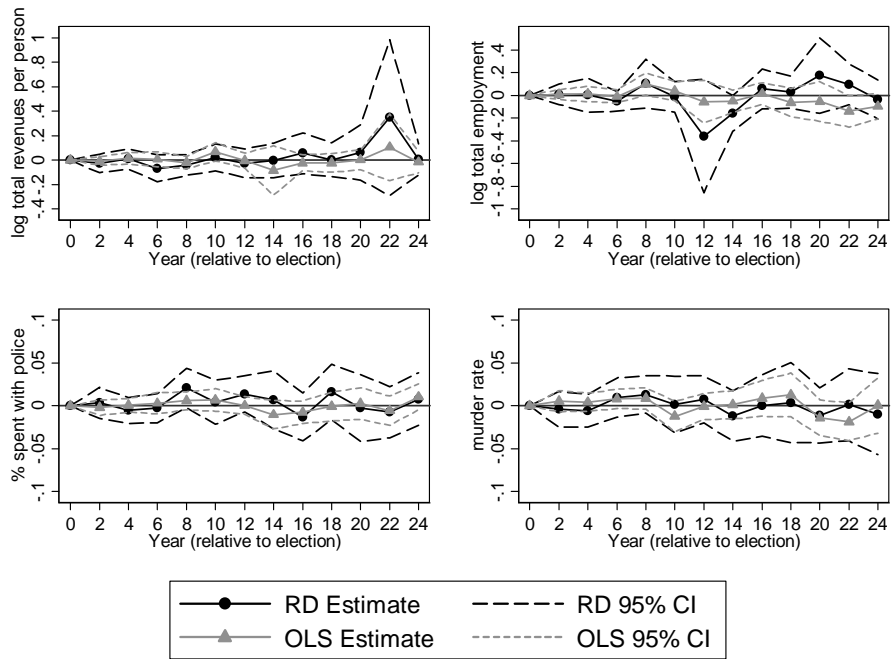 log total revenues per person
-.4 -.2 0 .2 .4 .6 .8 1
0 2 4 6 8 10 12 14 16 18 20 22 24
Year (relative to election)
log total employment
-1 -.8 -.6 -.4 -.2 0 .2 .4
0 2 4 6 8 10 12 14 16 18 20 22 24
Year (relative to election)
% spent with police
-.1 -.05 0 .05 .1
0 2 4 6 8 10 12 14 16 18 20 22 24
Year (relative to election)
murder rate
-.1 -.05 0 .05 .1
0 2 4 6 8 10 12 14 16 18 20 22 24
Year (relative to election)
RD Estimate RD 95% CI
OLS Estimate OLS 95% CI